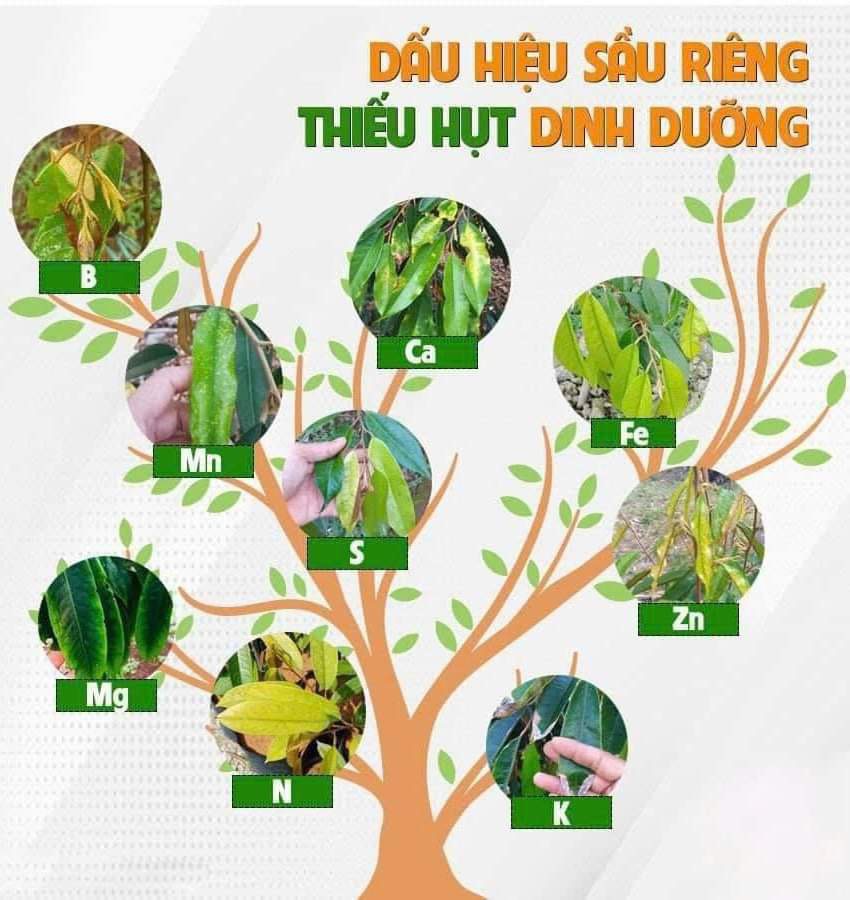 DẤU HIỆU SẦU RIÊNG
THIẾU HỤT DINH DƯỠNG
B
Ca
Fe
Mn
S
Zn
Mg
N
K